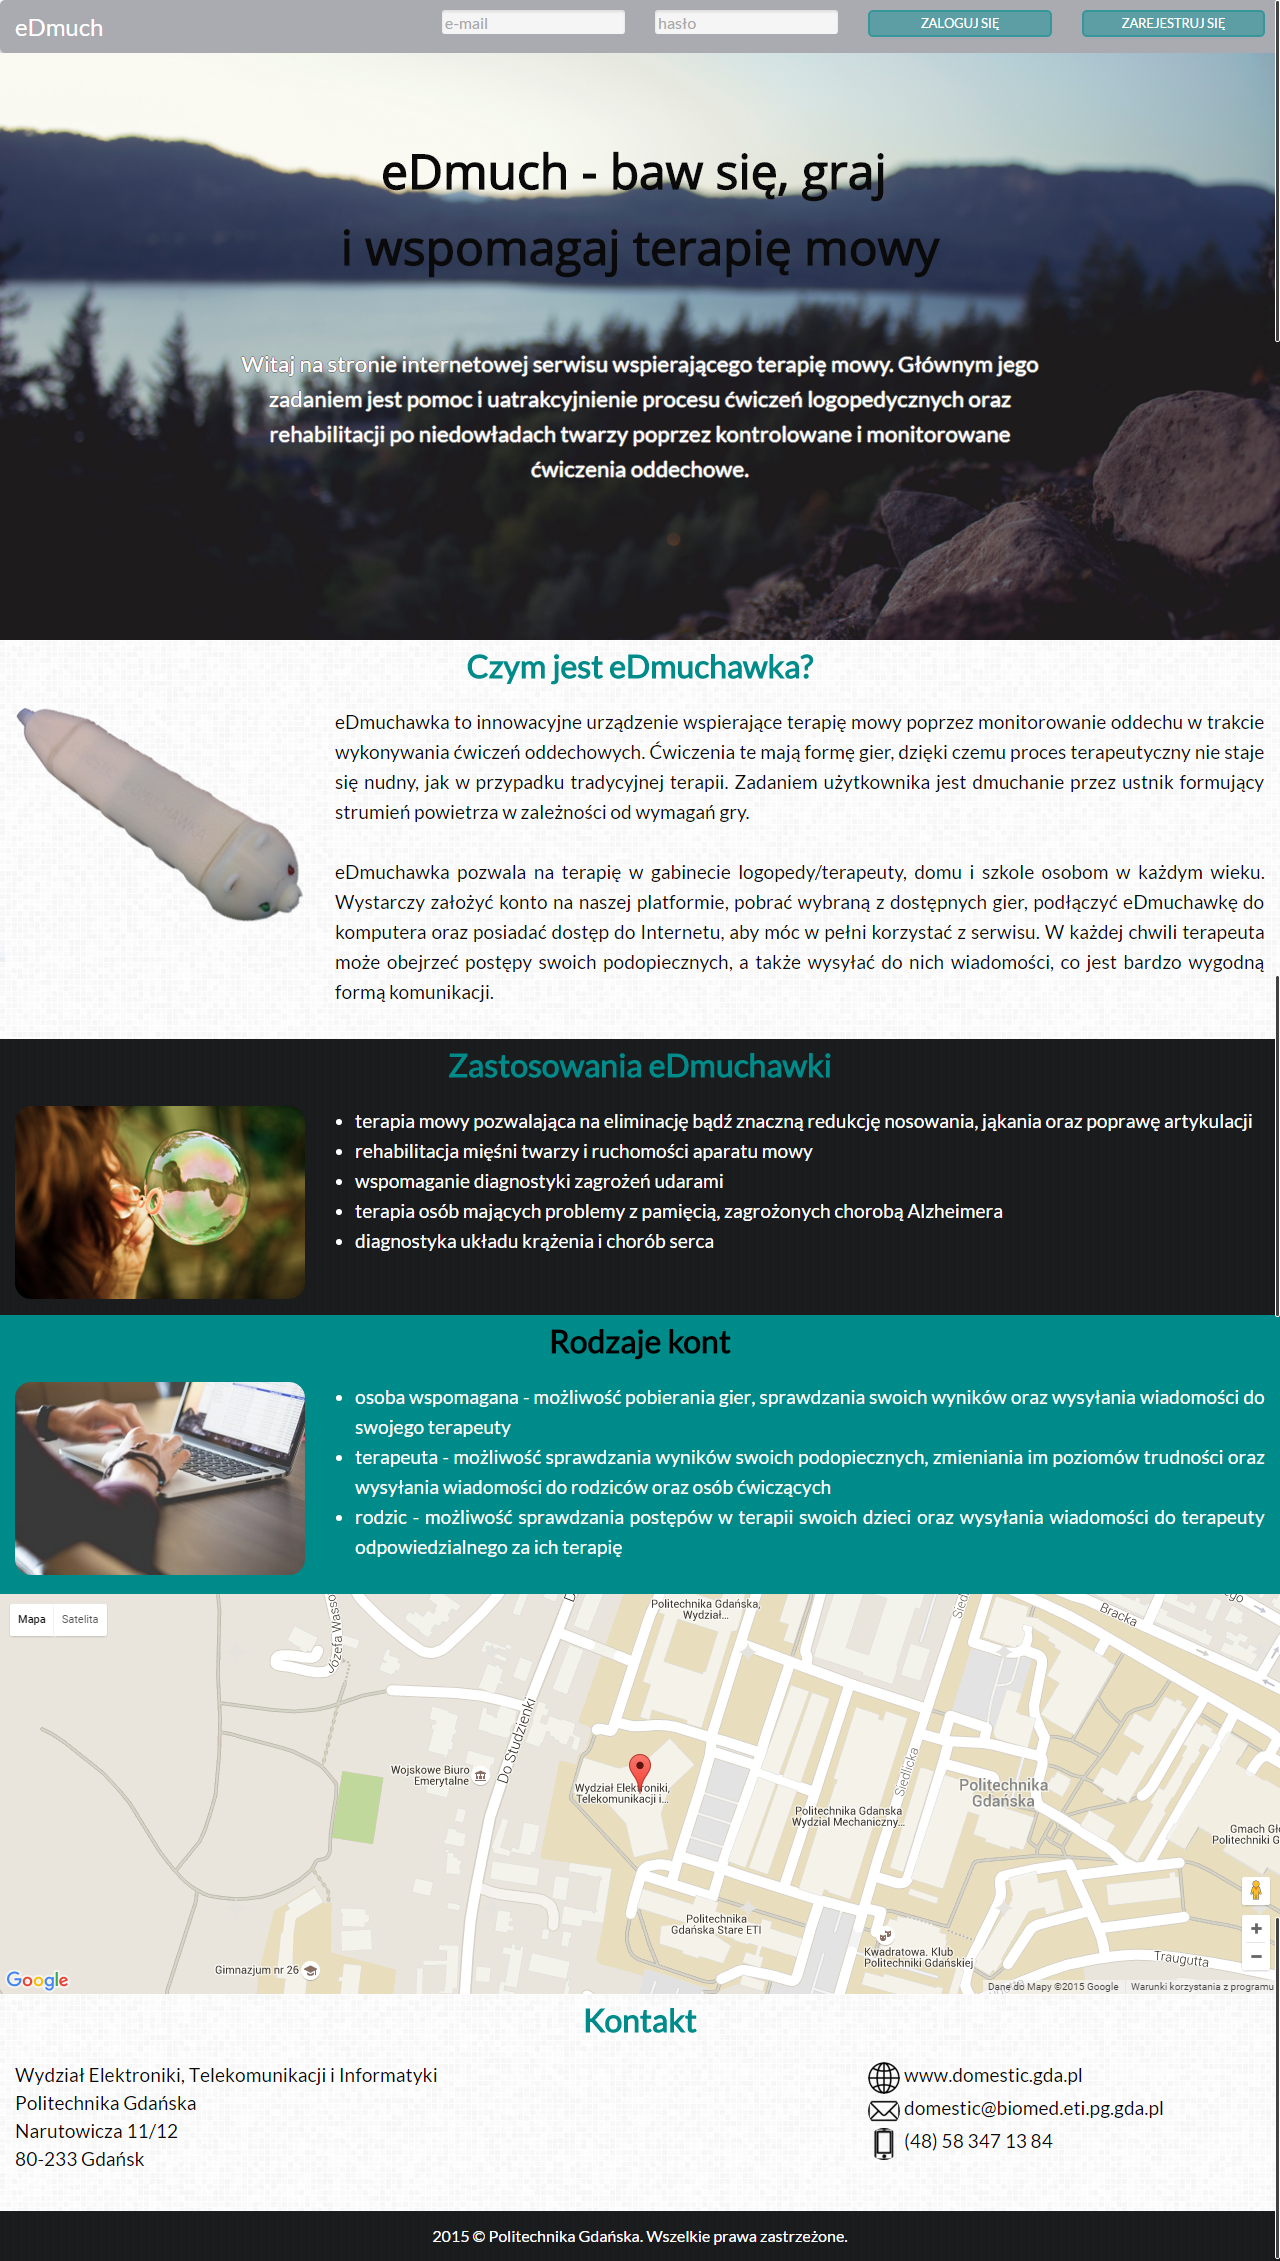 eDmuch
e-mail
hasło
ZALOGUJ SIĘ
ZAREJESTRUJ SIĘ
eDmuch - baw się, graj
i wspomagaj terapię mowy
Witaj na stronie internetowej serwisu wspierającego terapię mowy. Głównym jego
zadaniem jest pomoc i uatrakcyjnienie procesu ćwiczeń logopedycznych oraz
rehabilitacji po niedowładach twarzy poprzez kontrolowane i monitorowane
ćwiczenia oddechowe.
Czym jest eDmuchawka?
eDmuchawka to innowacyjne urządzenie wspierające terapię mowy poprzez monitorowanie oddechu w trakcie
wykonywania ćwiczeń oddechowych. Ćwiczenia te mają formę gier, dzięki czemu proces terapeutyczny nie staje
się nudny, jak w przypadku tradycyjnej terapii. Zadaniem użytkownika jest dmuchanie przez ustnik formujący
strumień powietrza w zależności od wymagań gry.
eDmuchawka pozwala na terapię w gabinecie logopedy/terapeuty, domu i szkole osobom w każdym wieku.
Wystarczy założyć konto na naszej platformie, pobrać wybraną z dostępnych gier, podłączyć eDmuchawkę do
komputera oraz posiadać dostęp do Internetu, aby móc w pełni korzystać z serwisu. W każdej chwili terapeuta
może obejrzeć postępy swoich podopiecznych, a także wysyłać do nich wiadomości, co jest bardzo wygodną
formą komunikacji.
Zastosowania eDmuchawki
• terapia mowy pozwalająca na eliminację bądź znaczną redukcję nosowania, jąkania oraz poprawę artykulacji
• rehabilitacja mięśni twarzy i ruchomości aparatu mowy
• wspomaganie diagnostyki zagrożeń udarami
• terapia osób mających problemy z pamięcią, zagrożonych chorobą Alzheimera
• diagnostyka układu krążenia i chorób serca
Rodzaje kont
• osoba wspomagana - możliwość pobierania gier, sprawdzania swoich wyników oraz wysyłania wiadomości do
swojego terapeuty
• terapeuta - możliwość sprawdzania wyników swoich podopiecznych, zmieniania im poziomów trudności oraz
wysyłania wiadomości do rodziców oraz osób ćwiczących
• rodzic - możliwość sprawdzania postępów w terapii swoich dzieci oraz wysyłania wiadomości do terapeuty
odpowiedzialnego za ich terapię
Mapa
Satelita
Józefa Wasso
Politechnika Gdańska,
Wydział...
Bracka
Do Studzienki
Siedlicka
Wojskowe Biuro
Emerytalne
Wydział Elektroniki,
Telekomunikacji i...
Politechnika
Gdańska
Politechnika Gdanska
Wydzial Mechaniczny...
Gmach Gł
Politechniki G
Politechnika
Gdańska Stare ETI
Kwadratowa. Klub
Politechniki Gdańskiej
Traugutta
Gimnazjum nr 26
Google
Dane do Mapy ©2015 Google
Warunki korzystania z programu
Kontakt
Wydział Elektroniki, Telekomunikacji i Informatyki
Politechnika Gdańska
Narutowicza 11/12
80-233 Gdańsk
www.domestic.gda.pl
domestic@biomed.eti.pg.gda.pl
(48) 58 347 13 84
2015 © Politechnika Gdańska. Wszelkie prawa zastrzeżone.